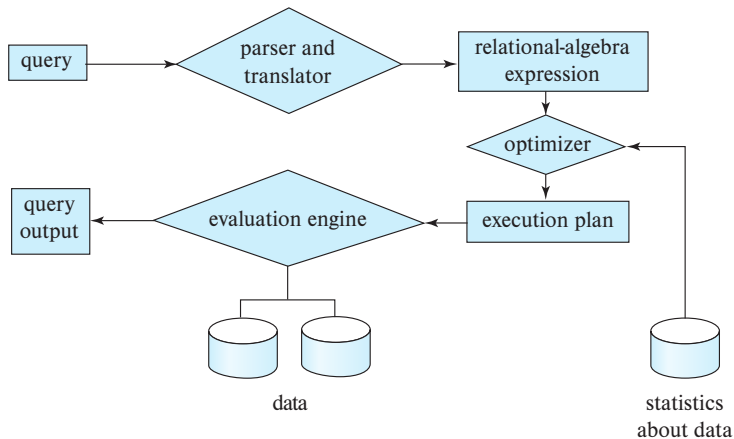 query
parser and
translator
relational-algebra
expression
optimizer
execution plan
evaluation engine
query
output
data
statistics
about data